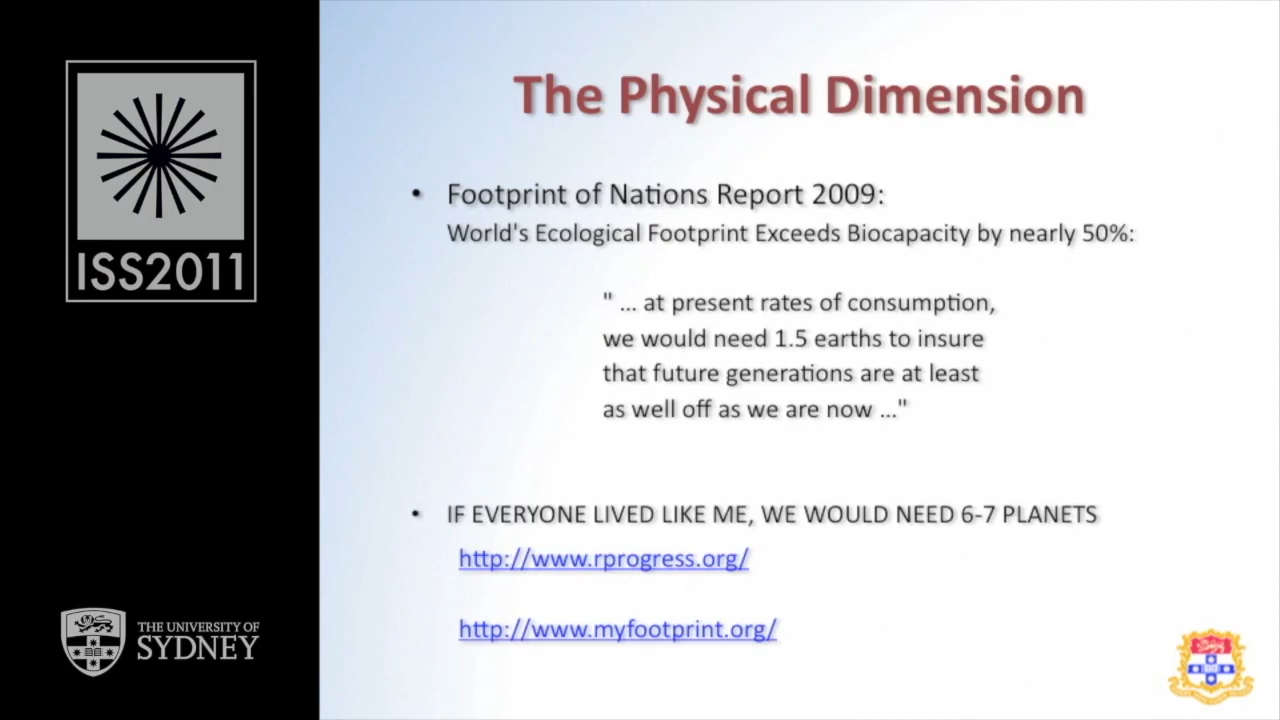 ISS2011
THE UNIVERSITY OF
SYDNEY
The Physical Dimension
• Footprint of Nations Report 2009:
World's Ecological Footprint Exceeds Biocapacity by nearly 50%:
" ... at present rates of consumption,
we would need 1.5 earths to insure
that future generations are at least
as well off as we are now ..."
• IF EVERYONE LIVED LIKE ME, WE WOULD NEED 6-7 PLANETS
http://www.rprogress.org/
http://www.myfootprint.org/